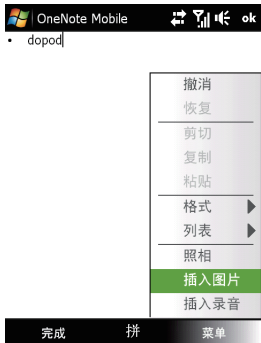 OneNote Mobile ok
• dopod
撤消
恢复
剪切
复制
粘贴
格式
列表
照相
插入图片
插入录音
完成 拼 菜单